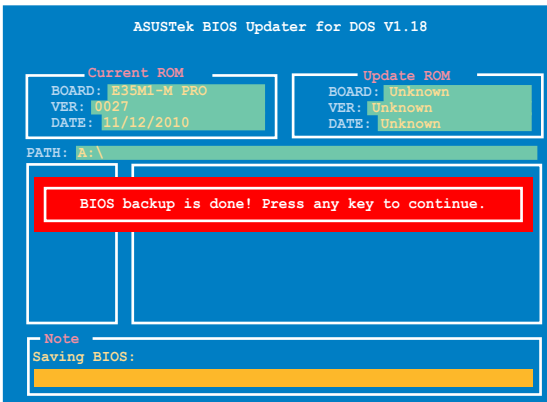 ASUSTek BIOS Updater for DOS V1.18
Current ROM
BOARD: E35M1-M PRO
VER: 0027
DATE: 11/12/2010
Update ROM
BOARD: Unknown
VER: Unknown
DATE: Unknown
PATH: A:\
BIOS backup is done! Press any key to continue.
Note
Saving BIOS: